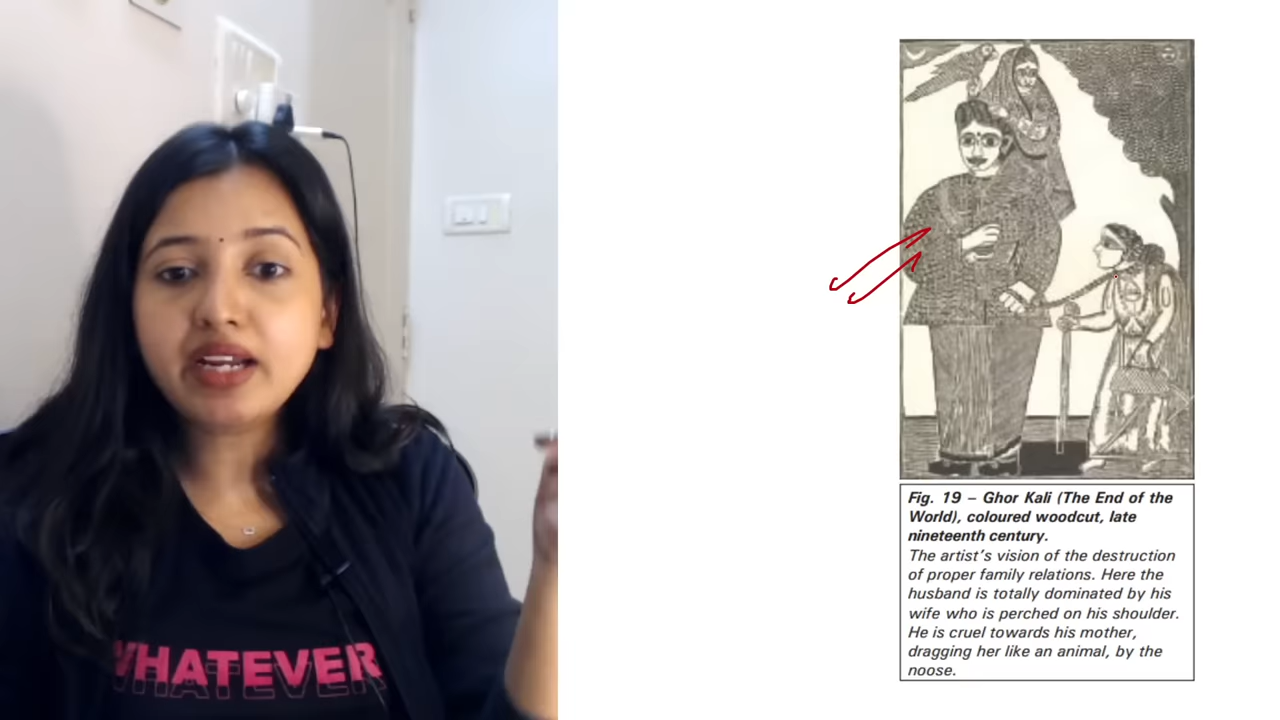 WHATEVER
WHATEVER
Fig. 19 – Ghor Kali (The End of the
World), coloured woodcut, late
nineteenth century.
The artist's vision of the destruction
of proper family relations. Here the
husband is totally dominated by his
wife who is perched on his shoulder.
He is cruel towards his mother,
dragging her like an animal, by the
noose.